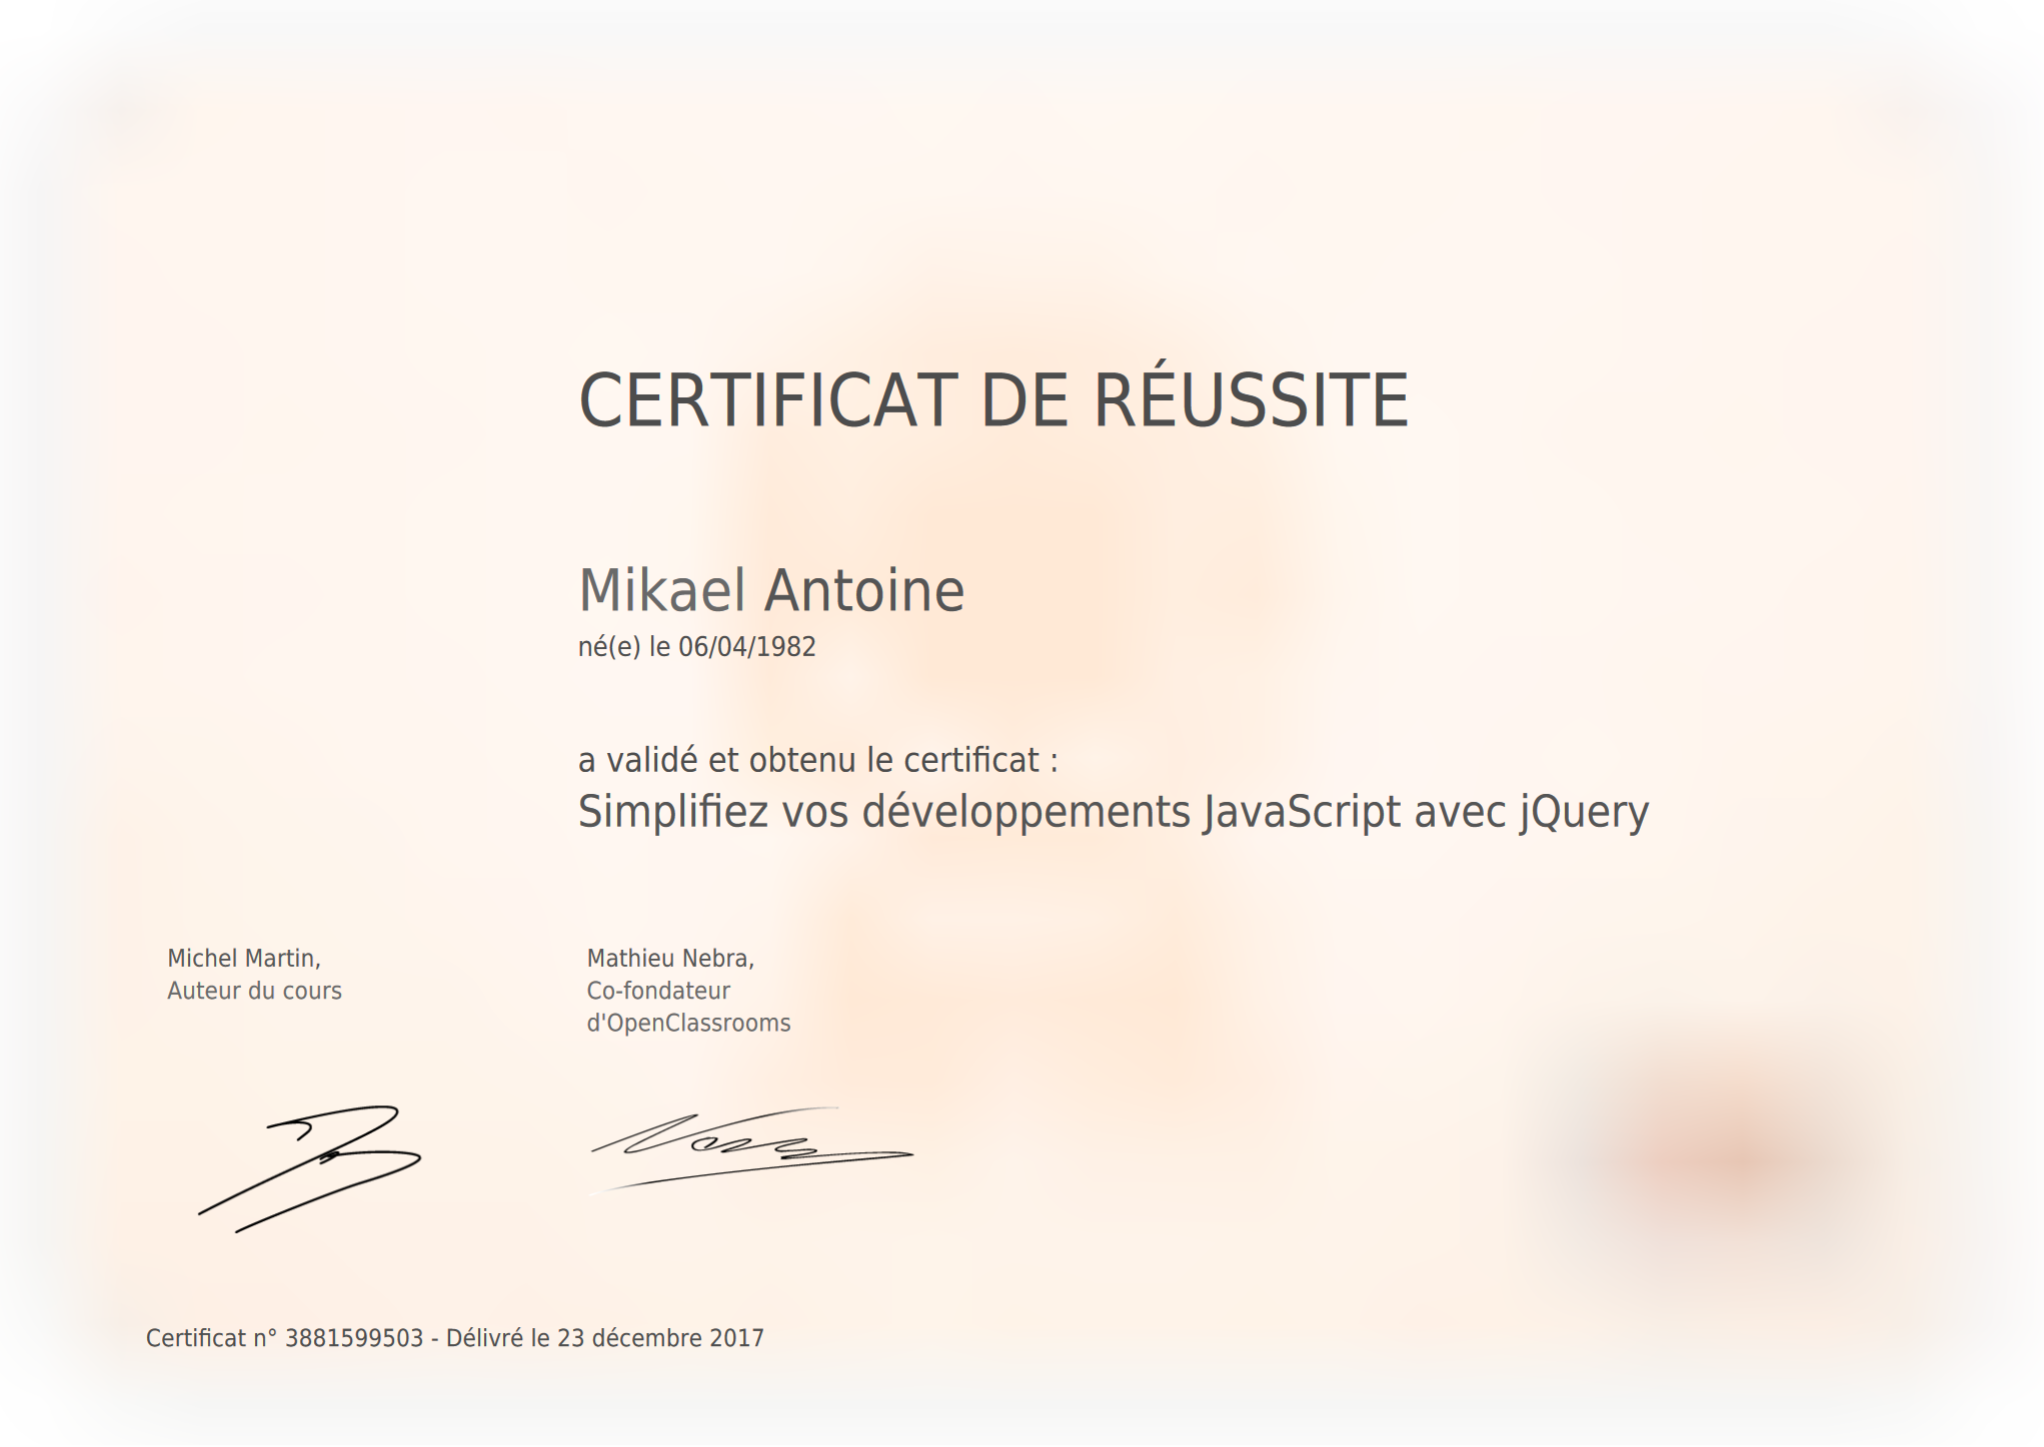 CERTIFICAT DE RÉUSSITE
Mikael Antoine
né(e) le 06/04/1982
a validé et obtenu le certificat :
Simplifiez vos développements JavaScript avec jQuery
Michel Martin,
Auteur du cours
Mathieu Nebra,
Co-fondateur
d'OpenClassrooms
Certificat n° 3881599503 - Délivré le 23 décembre 2017